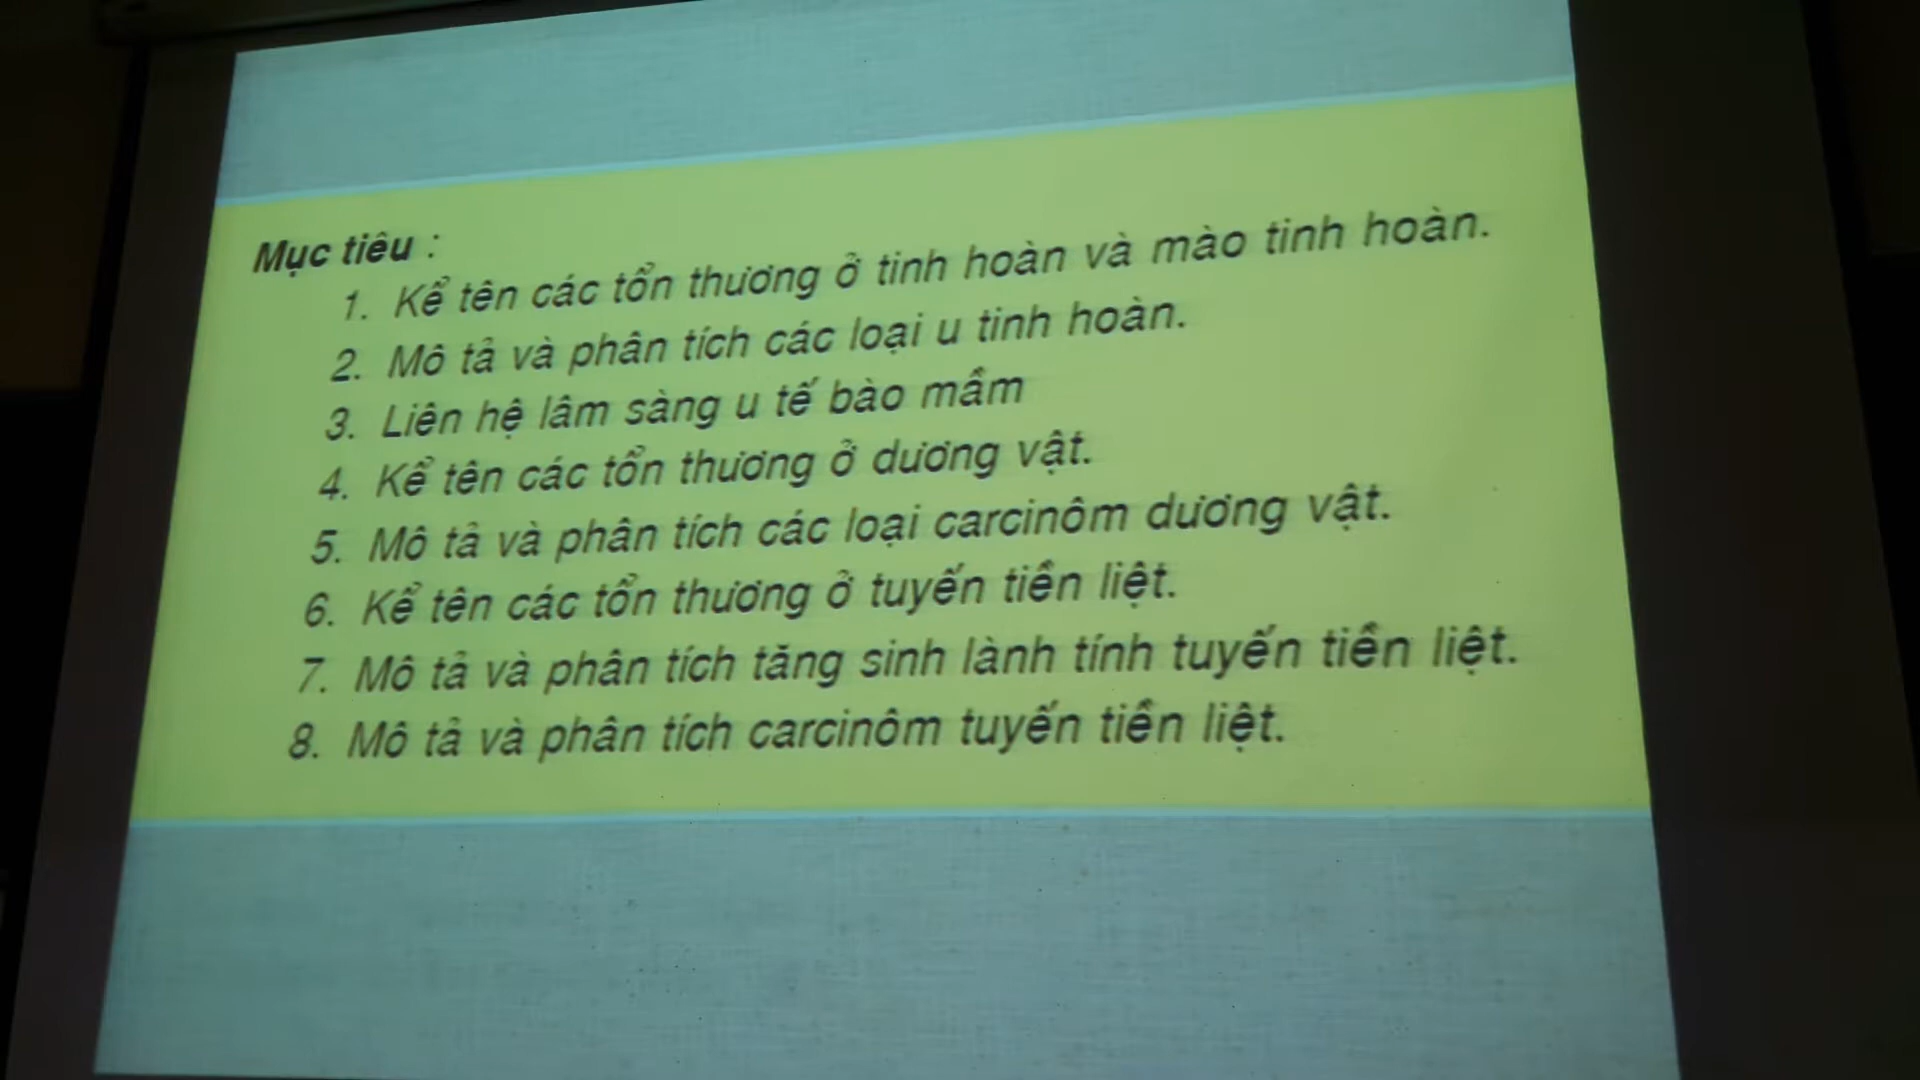 Mục tiêu :
1. Kể tên các tổn thương ở tinh hoàn và mào tinh hoàn.
2. Mô tả và phân tích các loại u tinh hoàn.
3. Liên hệ lâm sàng u tế bào mầm
4. Kể tên các tổn thương ở dương vật.
5. Mô tả và phân tích các loại carcinôm dương vật.
6. Kể tên các tổn thương ở tuyến tiền liệt.
7. Mô tả và phân tích tăng sinh lành tính tuyến tiền liệt.
8. Mô tả và phân tích carcinôm tuyến tiền liệt.